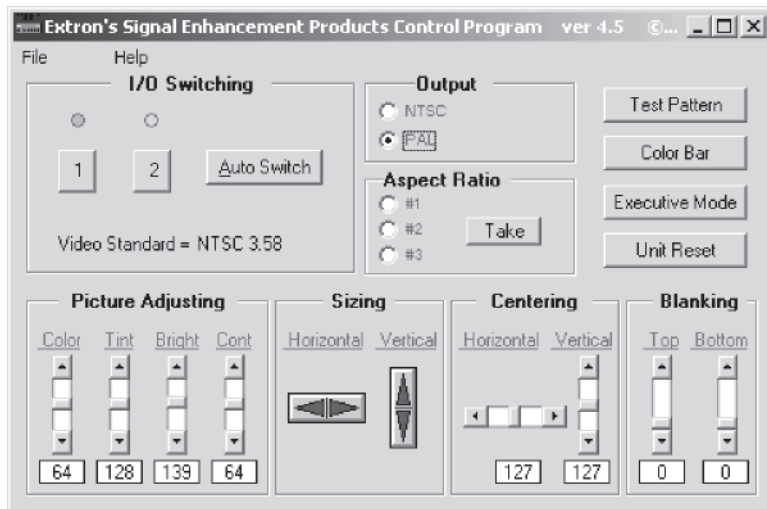 Extron's Signal Enhancement Products Control Program ver 4.5 ©...
File Help
I/O Switching
1 2 Auto Switch
Video Standard = NTSC 3.58
Output
NTSC
PAL
Aspect Ratio
#1
#2
#3
Take
Test Pattern
Color Bar
Executive Mode
Unit Reset
Picture Adjusting
Color Tint Bright Cont
64 128 139 64
Sizing
Horizontal Vertical
Centering
Horizontal Vertical
127 127
Blanking
Top Bottom
0 0